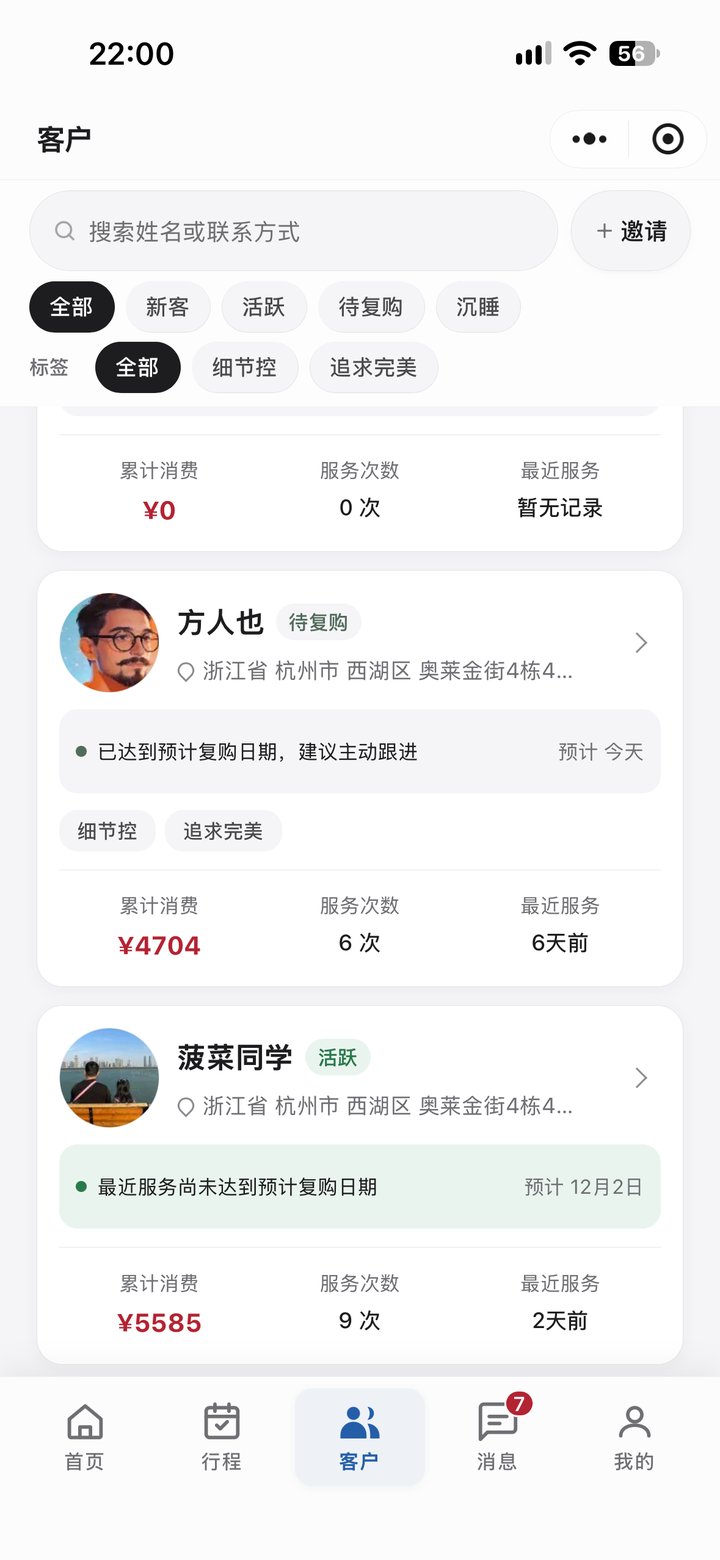 22:00
56
客户
搜索姓名或联系方式
+ 邀请
全部 新客 活跃 待复购 沉睡
标签 全部 细节控 追求完美
累计消费 服务次数 最近服务
¥0 0 次 暂无记录
方人也 待复购
浙江省 杭州市 西湖区 奥莱金街4栋4...
已达到预计复购日期，建议主动跟进 预计 今天
细节控 追求完美
累计消费 服务次数 最近服务
¥4704 6 次 6天前
菠菜同学 活跃
浙江省 杭州市 西湖区 奥莱金街4栋4...
最近服务尚未达到预计复购日期 预计 12月2日
累计消费 服务次数 最近服务
¥5585 9 次 2天前
7
首页 行程 客户 消息 我的